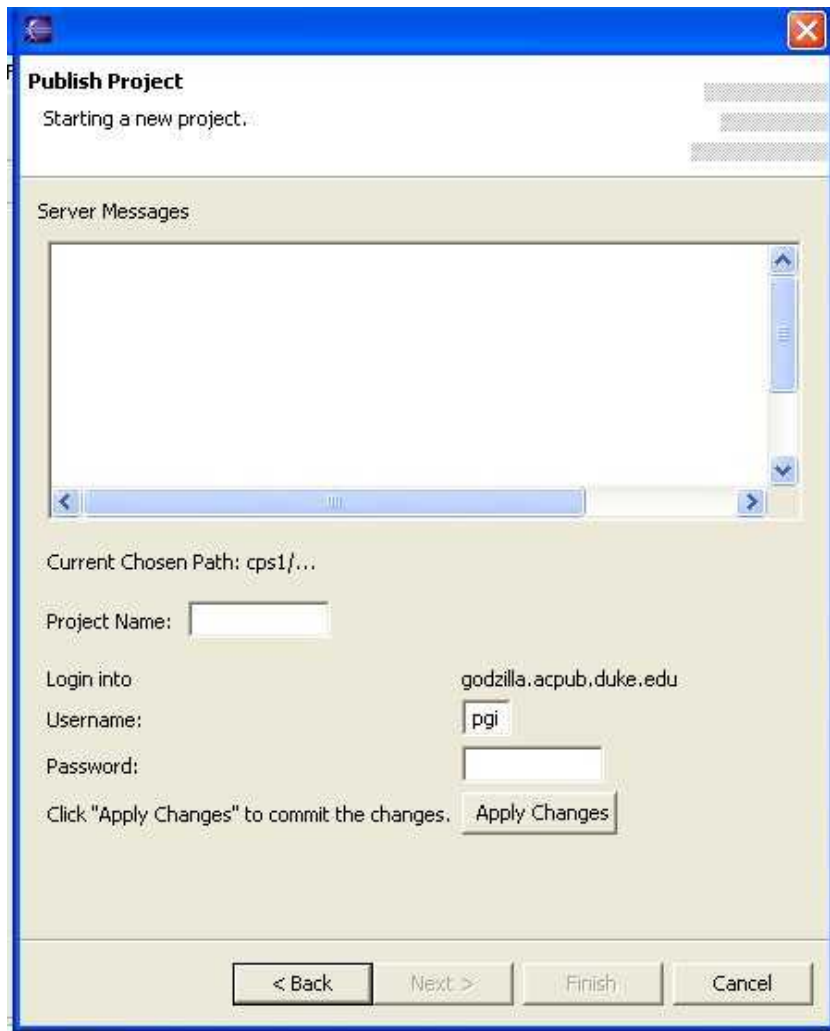 Publish Project
Starting a new project.
Server Messages
Current Chosen Path: cps1/...
Project Name:
Login into godzilla.acpub.duke.edu
Username: pgi
Password:
Click "Apply Changes" to commit the changes. Apply Changes
< Back Next > Finish Cancel